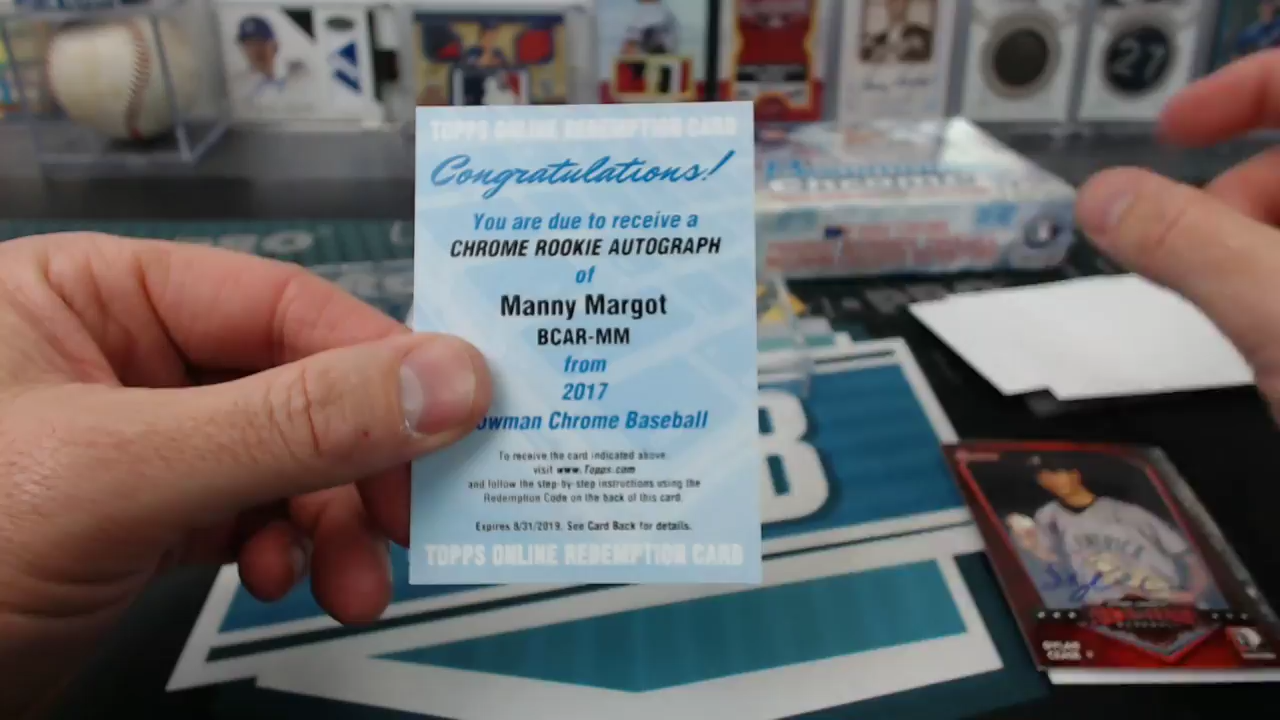 27
TOPPS ONLINE REDEMPTION CARD
Congratulations!
You are due to receive a
CHROME ROOKIE AUTOGRAPH
of
Manny Margot
BCAR-MM
from
2017
owman Chrome Baseball
To receive the card indicated above
visit www.Topps.com
and follow the step-by-step instructions using the
Redemption Code on the back of this card.
Expires 8/31/2019. See Card Back for details.
TOPPS ONLINE REDEMPTION CARD
B